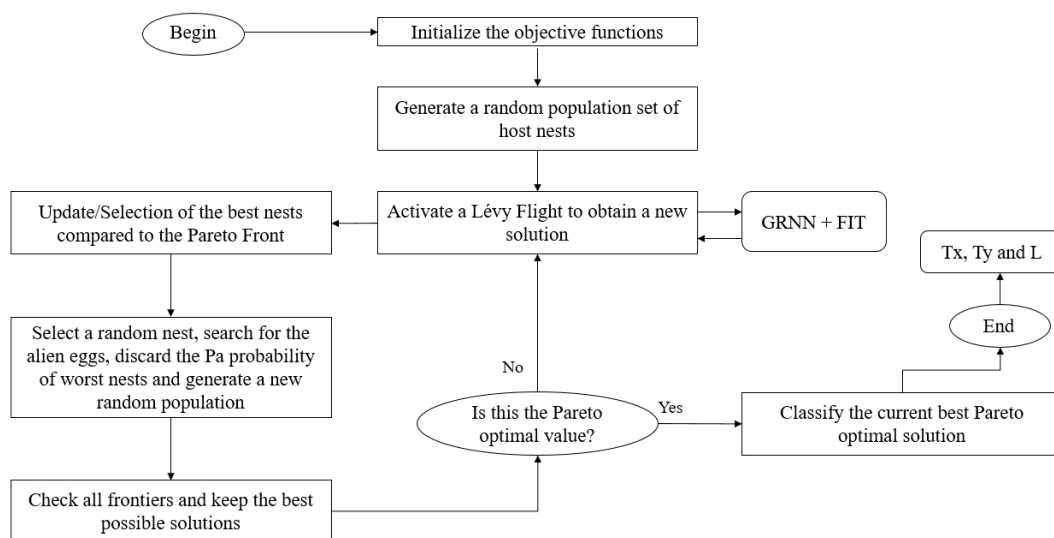 Begin
Initialize the objective functions
Generate a random population set of
host nests
Activate a Lévy Flight to obtain a new
solution
GRNN + FIT
Update/Selection of the best nests
compared to the Pareto Front
Select a random nest, search for the
alien eggs, discard the Pa probability
of worst nests and generate a new
random population
Check all frontiers and keep the best
possible solutions
Is this the Pareto
optimal value?
No
Yes
Classify the current best Pareto
optimal solution
End
Tx, Ty and L